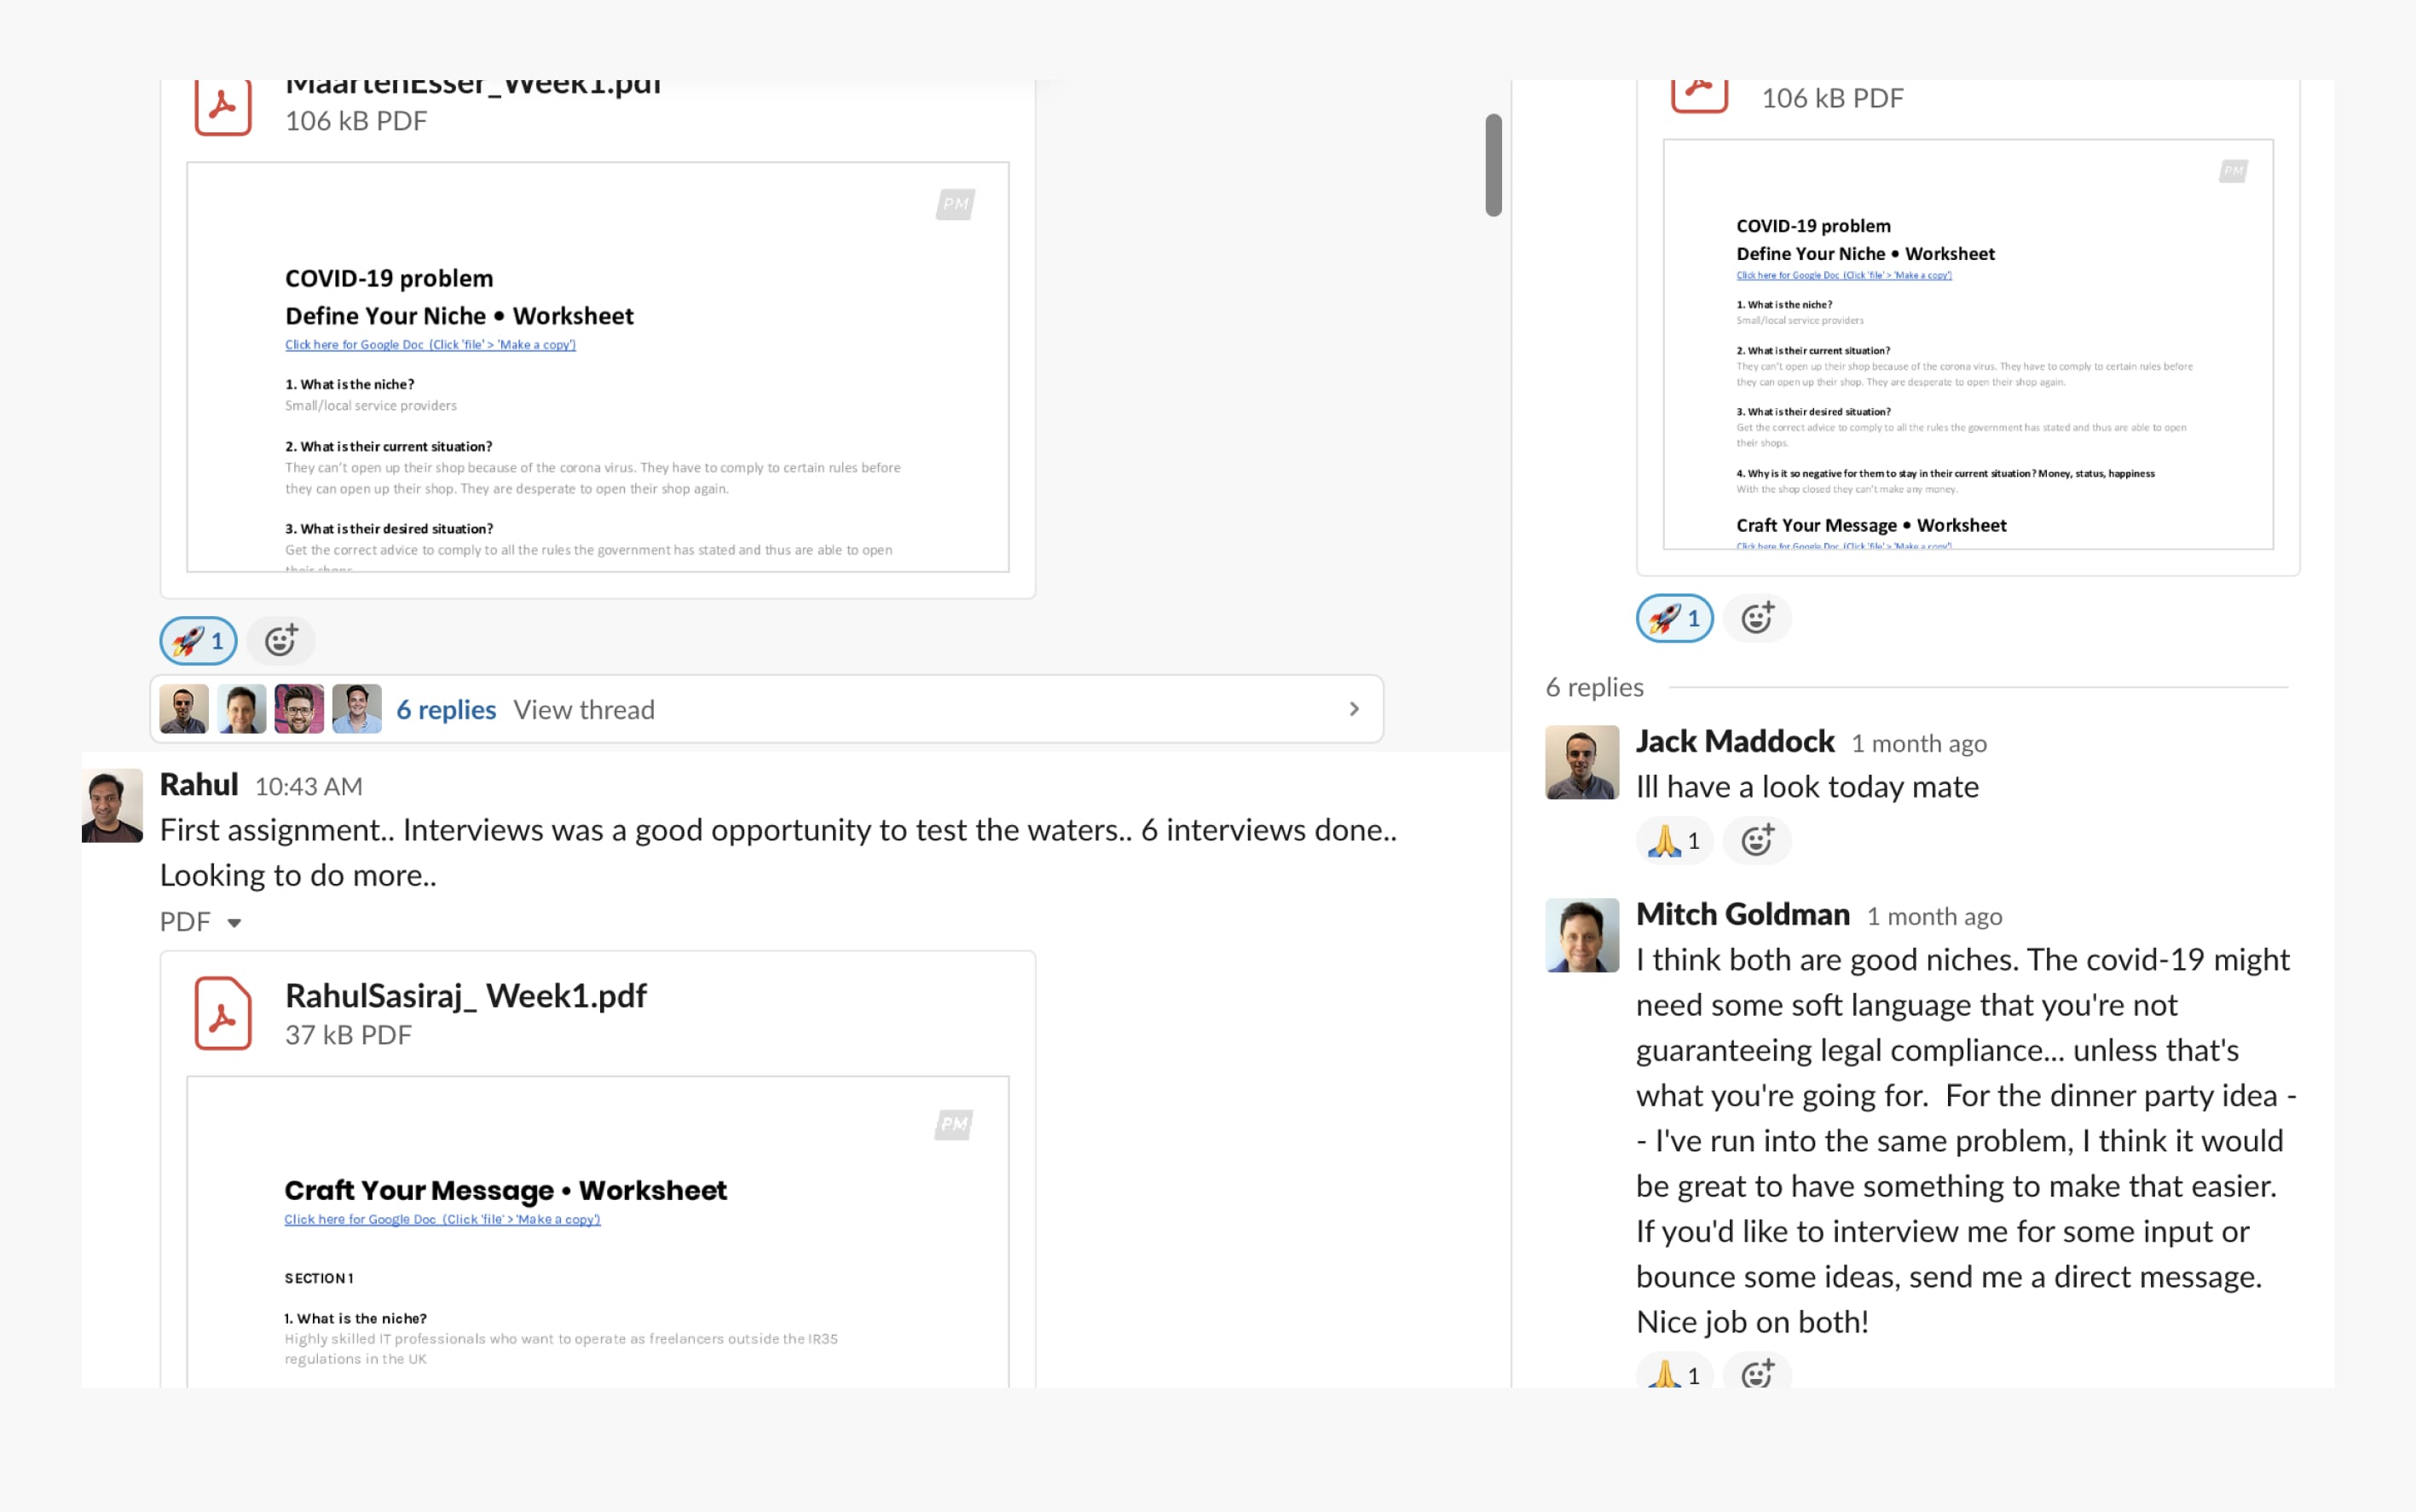 MaartenEsser_Week1.pdf
106 kB PDF
PM
COVID-19 problem
Define Your Niche • Worksheet
Click here for Google Doc (Click 'file' > 'Make a copy')
1. What is the niche?
Small/local service providers
2. What is their current situation?
They can't open up their shop because of the corona virus. They have to comply to certain rules before
they can open up their shop. They are desperate to open their shop again.
3. What is their desired situation?
Get the correct advice to comply to all the rules the government has stated and thus are able to open
their shops.
1
6 replies View thread
Rahul 10:43 AM
First assignment.. Interviews was a good opportunity to test the waters.. 6 interviews done..
Looking to do more..
PDF
RahulSasiraj_ Week1.pdf
37 kB PDF
PM
Craft Your Message • Worksheet
Click here for Google Doc (Click 'file' > 'Make a copy')
SECTION 1
1. What is the niche?
Highly skilled IT professionals who want to operate as freelancers outside the IR35
regulations in the UK
106 kB PDF
PM
COVID-19 problem
Define Your Niche • Worksheet
Click here for Google Doc (Click 'file' > 'Make a copy')
1. What is the niche?
Small/local service providers
2. What is their current situation?
They can't open up their shop because of the corona virus. They have to comply to certain rules before
they can open up their shop. They are desperate to open their shop again.
3. What is their desired situation?
Get the correct advice to comply to all the rules the government has stated and thus are able to open
their shops.
4. Why is it so negative for them to stay in their current situation? Money, status, happiness
With the shop closed they can't make any money.
Craft Your Message • Worksheet
Click here for Google Doc (Click 'file' > 'Make a copy')
1
6 replies
Jack Maddock 1 month ago
Ill have a look today mate
1
Mitch Goldman 1 month ago
I think both are good niches. The covid-19 might
need some soft language that you're not
guaranteeing legal compliance... unless that's
what you're going for.  For the dinner party idea -
- I've run into the same problem, I think it would
be great to have something to make that easier.
If you'd like to interview me for some input or
bounce some ideas, send me a direct message.
Nice job on both!
1